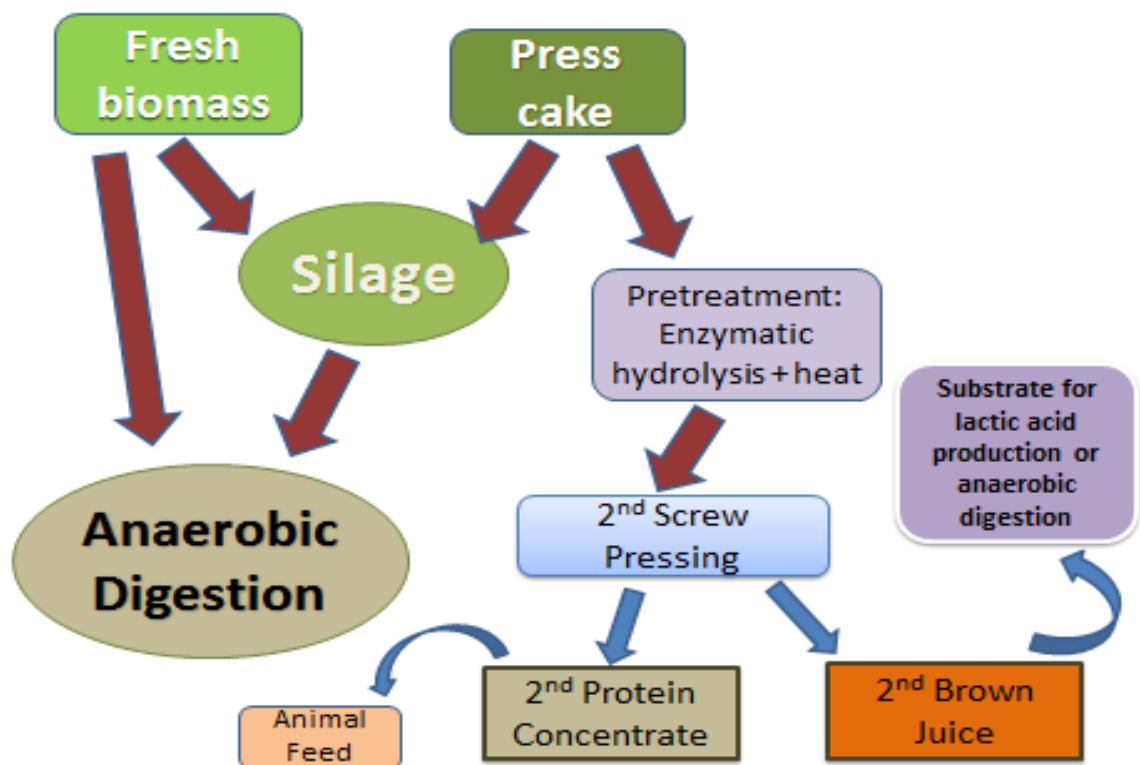 Fresh
biomass
Press
cake
Silage
Pretreatment:
Enzymatic
hydrolysis + heat
Substrate for
lactic acid
production or
anaerobic
digestion
Anaerobic
Digestion
2nd Screw
Pressing
2nd Protein
Concentrate
2nd Brown
Juice
Animal
Feed